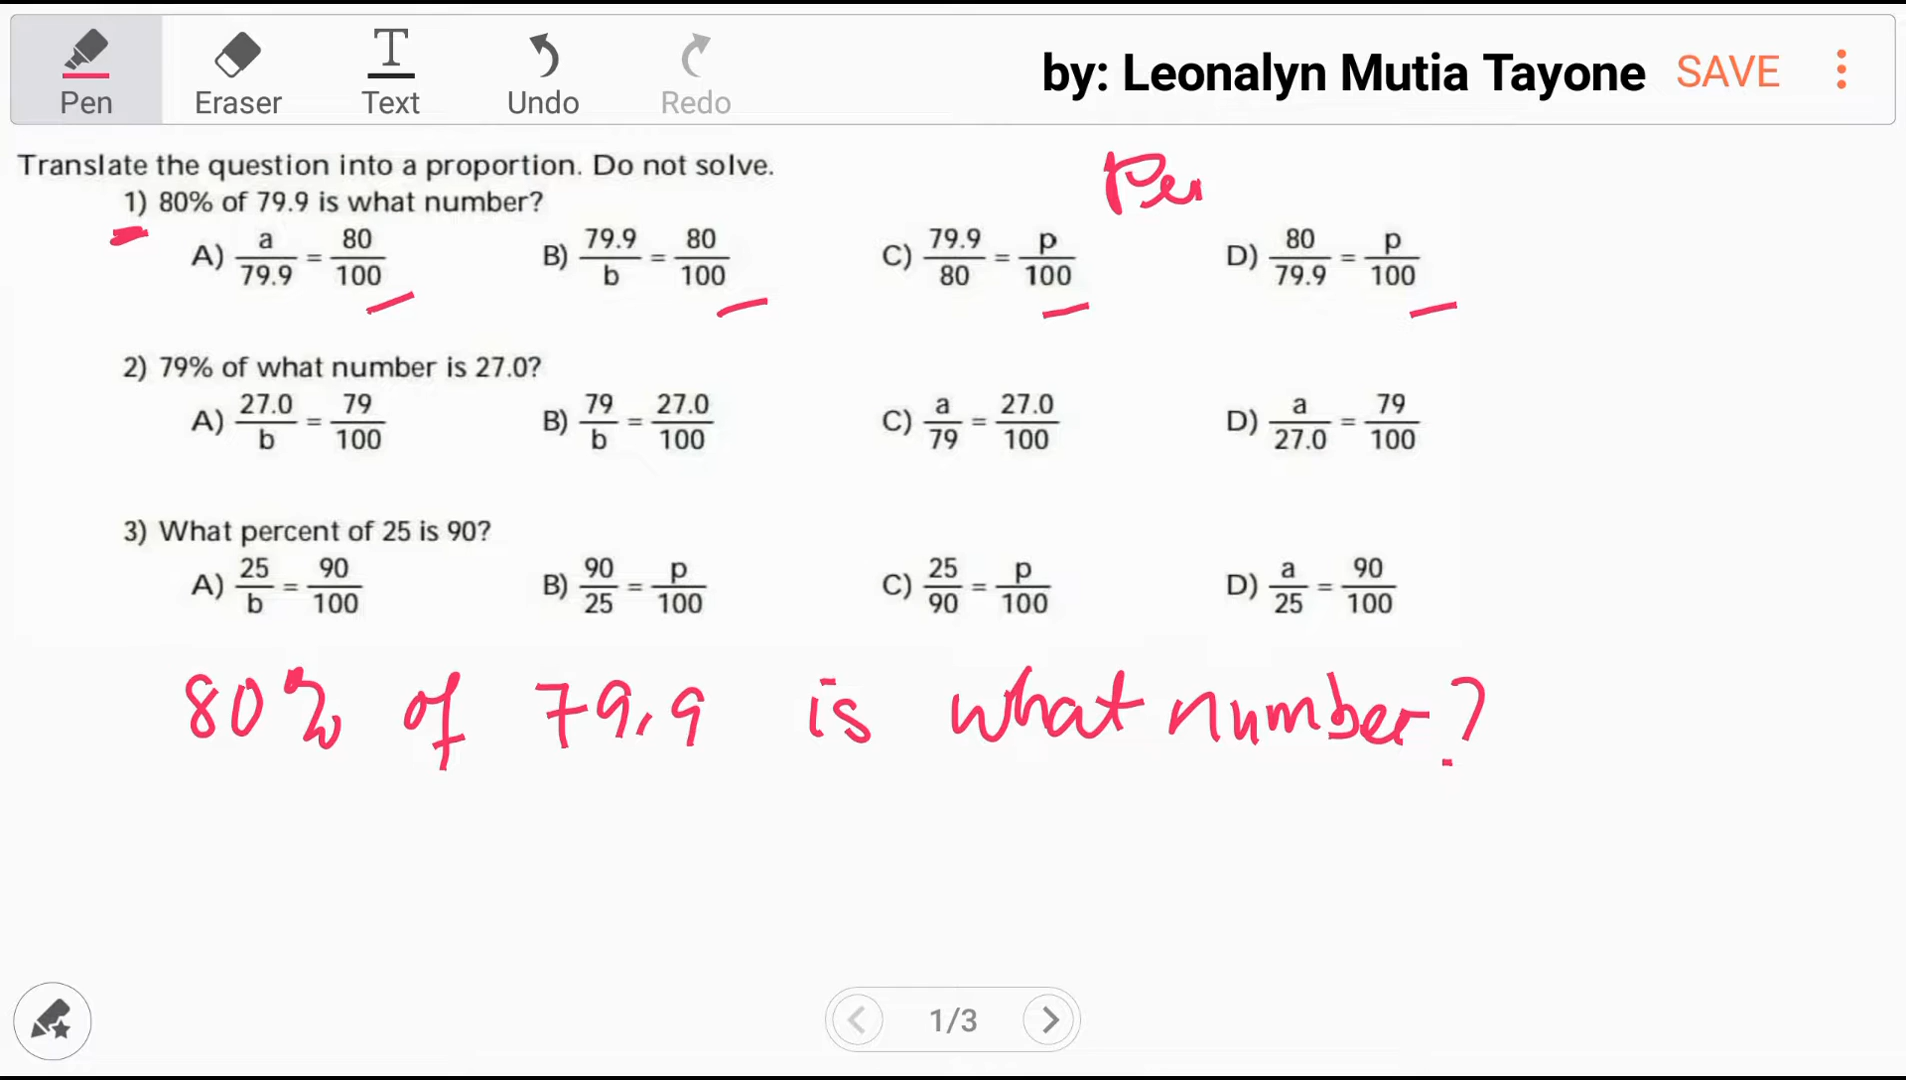 Pen Eraser Text Undo Redo by: Leonalyn Mutia Tayone SAVE
Translate the question into a proportion. Do not solve.
Per
1) 80% of 79.9 is what number?
A) a/79.9 = 80/100 B) 79.9/b = 80/100 C) 79.9/80 = p/100 D) 80/79.9 = p/100
2) 79% of what number is 27.0?
A) 27.0/b = 79/100 B) 79/b = 27.0/100 C) a/79 = 27.0/100 D) a/27.0 = 79/100
3) What percent of 25 is 90?
A) 25/b = 90/100 B) 90/25 = p/100 C) 25/90 = p/100 D) a/25 = 90/100
80% of 79.9 is what number?
1/3